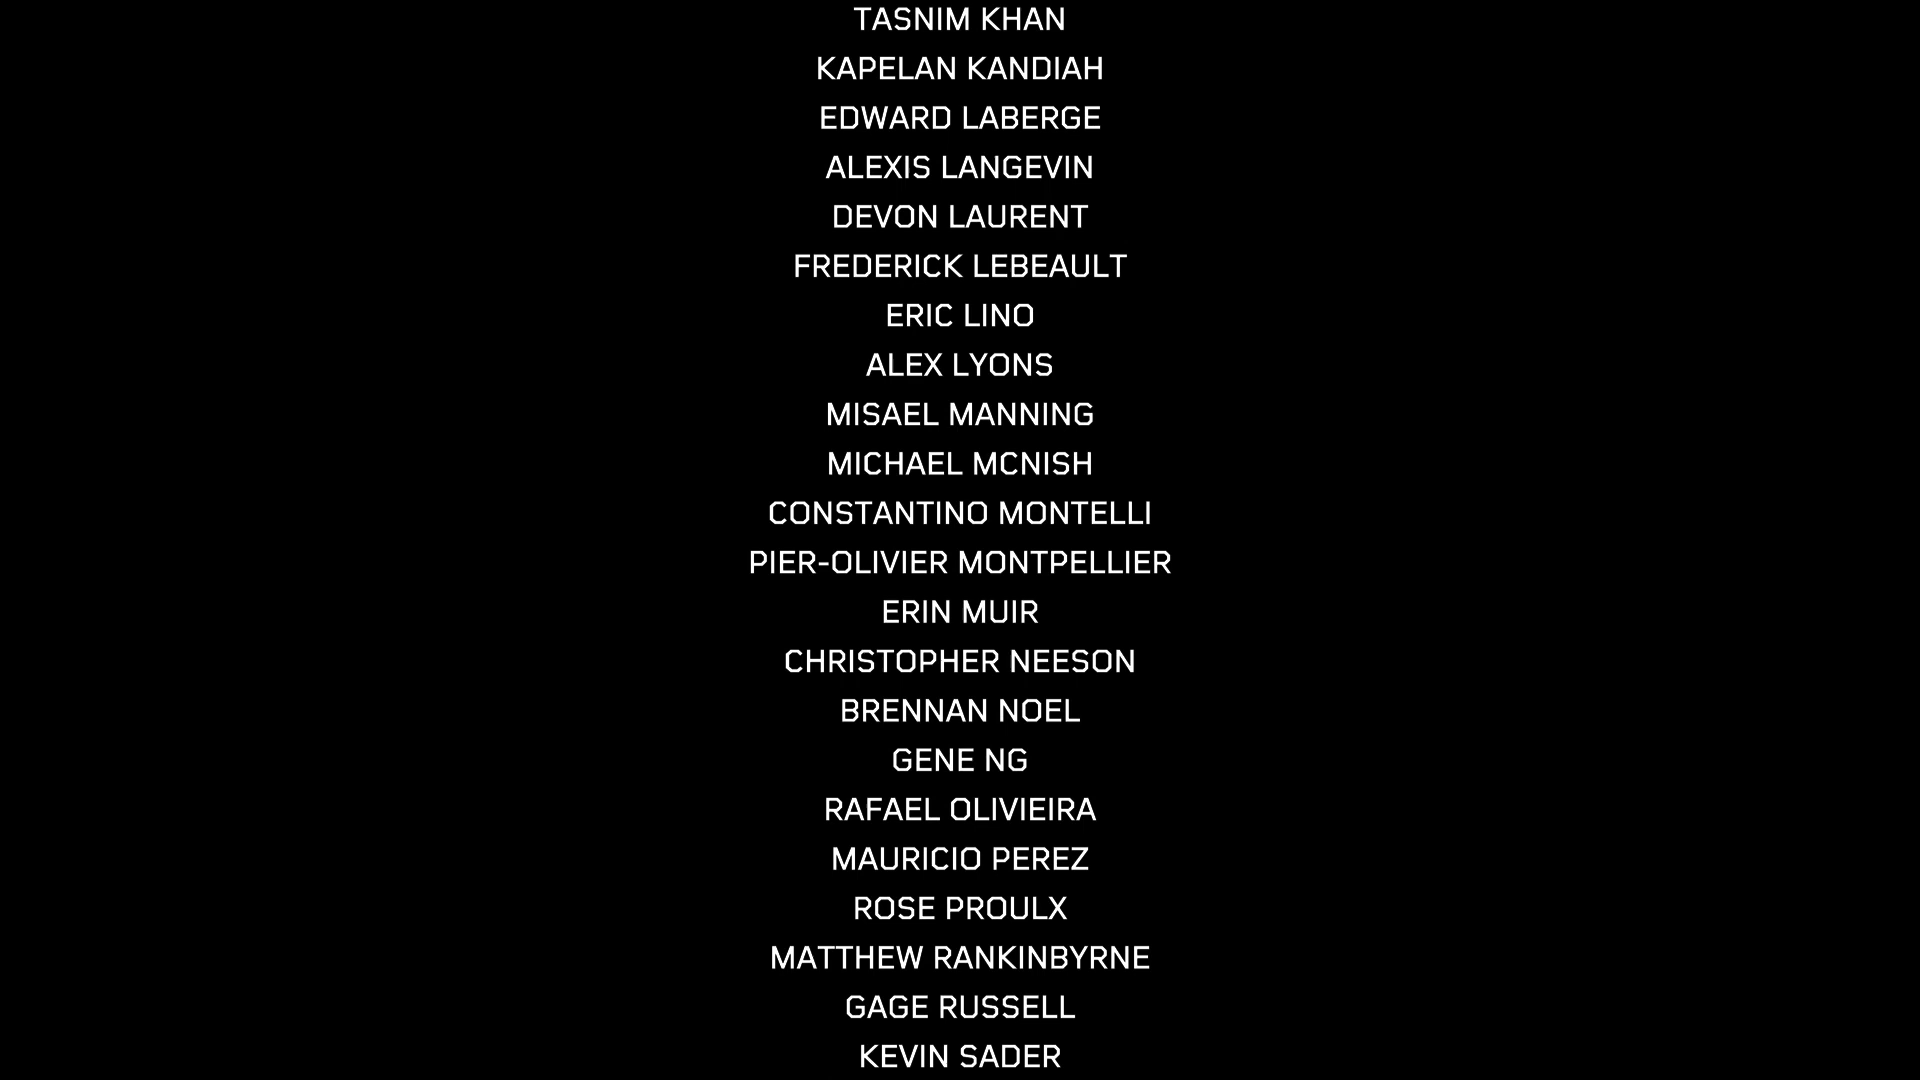 TASNIM KHAN
KAPELAN KANDIAH
EDWARD LABERGE
ALEXIS LANGEVIN
DEVON LAURENT
FREDERICK LEBEAULT
ERIC LINO
ALEX LYONS
MISAEL MANNING
MICHAEL MCNISH
CONSTANTINO MONTELLI
PIER-OLIVIER MONTPELLIER
ERIN MUIR
CHRISTOPHER NEESON
BRENNAN NOEL
GENE NG
RAFAEL OLIVIEIRA
MAURICIO PEREZ
ROSE PROULX
MATTHEW RANKINBYRNE
GAGE RUSSELL
KEVIN SADER